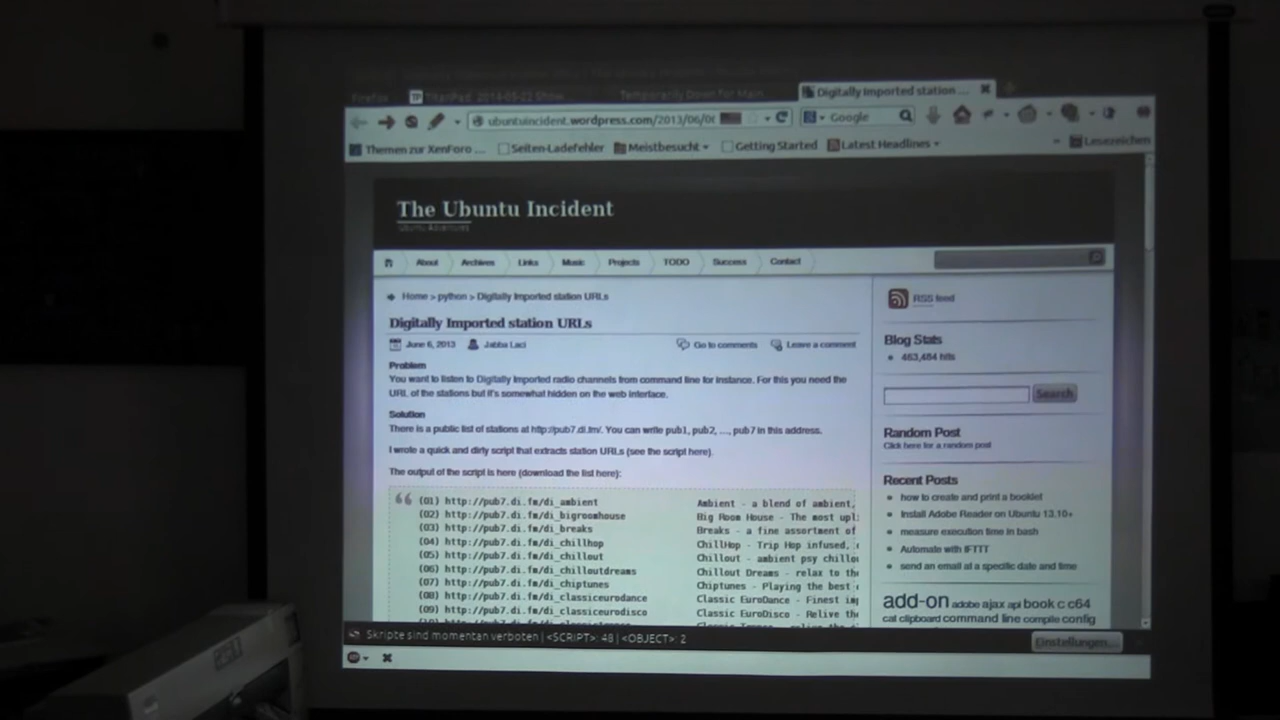 Firefox
TitanPad: 2014-05-22 Show
Temporarily Down for Main
Digitally Imported station ...
ubuntuincident.wordpress.com/2013/06/0
Google
Themen zur XenForo ...
Seiten-Ladefehler
Meistbesucht
Getting Started
Latest Headlines
Lesezeichen
The Ubuntu Incident
Ubuntu Adventures
About
Archives
Links
Music
Projects
TODO
Success
Contact
Home > python > Digitally Imported station URLs
Digitally Imported station URLs
June 6, 2013
Jabba Laci
Go to comments
Leave a comment
Problem
You want to listen to Digitally Imported radio channels from command line for instance. For this you need the
URL of the stations but it's somewhat hidden on the web interface.
Solution
There is a public list of stations at http://pub7.di.fm/. You can write pub1, pub2, ..., pub7 in this address.
I wrote a quick and dirty script that extracts station URLs (see the script here).
The output of the script is here (download the list here):
(01) http://pub7.di.fm/di_ambient Ambient - a blend of ambient,
(02) http://pub7.di.fm/di_bigroomhouse Big Room House - The most upl
(03) http://pub7.di.fm/di_breaks Breaks - a fine assortment of
(04) http://pub7.di.fm/di_chillhop ChillHop - Trip Hop infused,
(05) http://pub7.di.fm/di_chillout Chillout - ambient psy chillou
(06) http://pub7.di.fm/di_chilloutdreams Chillout Dreams - relax to the
(07) http://pub7.di.fm/di_chiptunes Chiptunes - Playing the best
(08) http://pub7.di.fm/di_classiceurodance Classic EuroDance - Finest im
(09) http://pub7.di.fm/di_classiceurodisco Classic EuroDisco - Relive the
RSS feed
Blog Stats
463,484 hits
Search
Random Post
Click here for a random post
Recent Posts
how to create and print a booklet
Install Adobe Reader on Ubuntu 13.10+
measure execution time in bash
Automate with IFTTT
send an email at a specific date and time
add-on adobe ajax api book c c64
cal clipboard command line compile config
Skripte sind momentan verboten | <SCRIPT>: 48 | <OBJECT>: 2
Einstellungen...